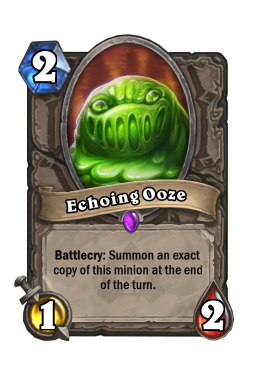 2
Echoing Ooze
Battlecry: Summon an exact
copy of this minion at the end
of the turn.
1
2